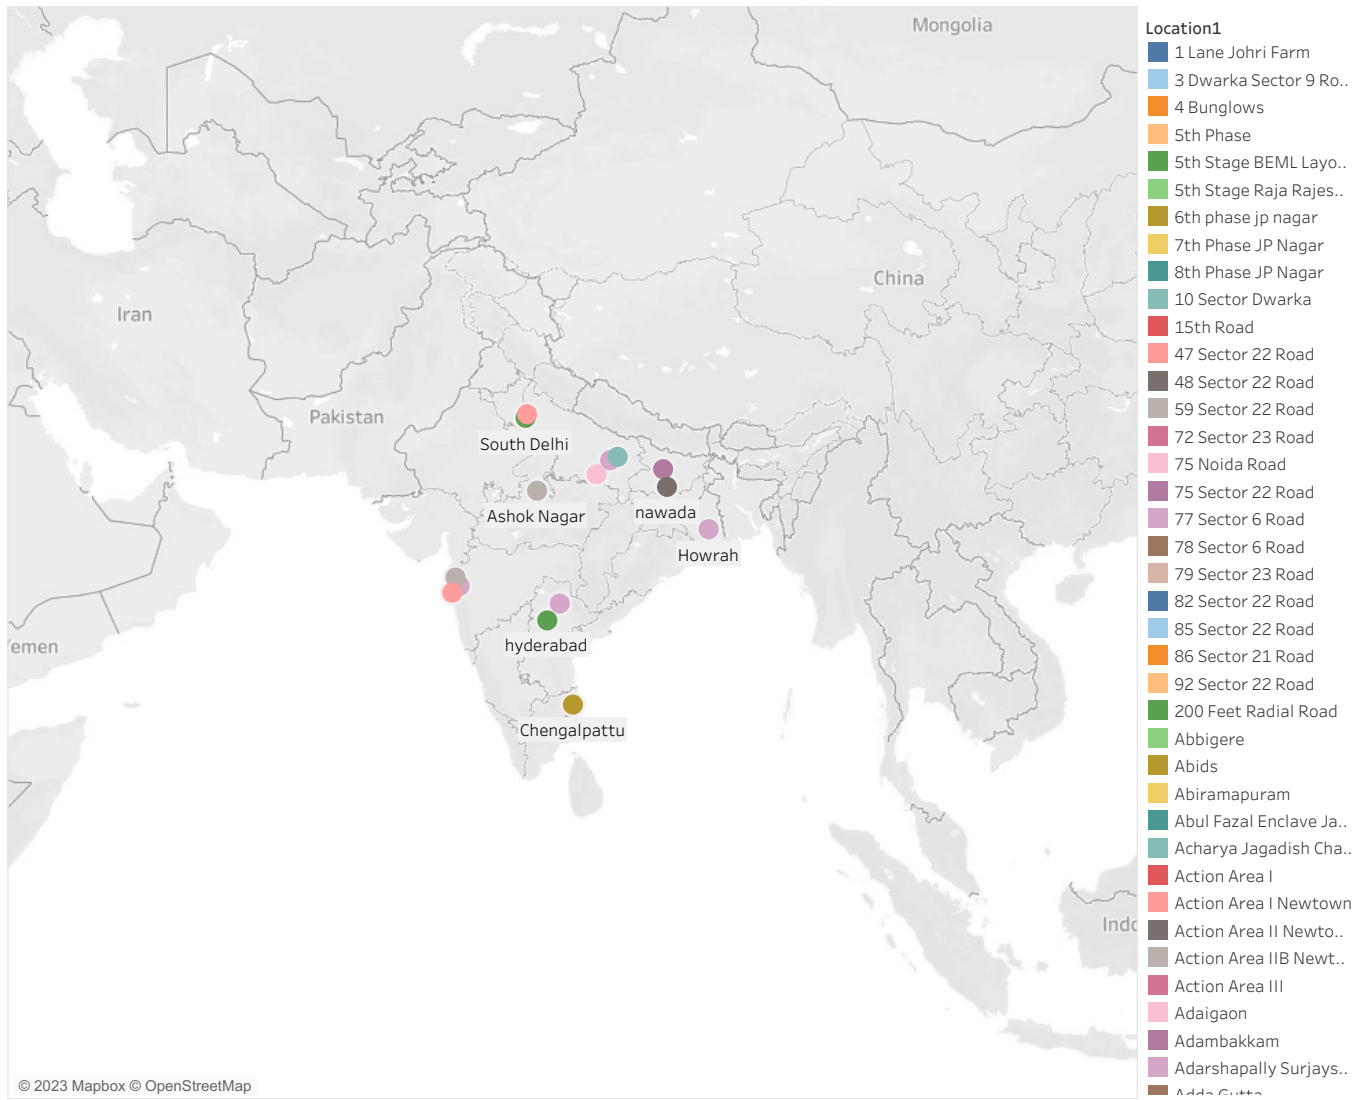 Mongolia
China
Iran
Pakistan
South Delhi
Ashok Nagar
nawada
Howrah
hyderabad
Yemen
Chengalpattu
Indo
© 2023 Mapbox © OpenStreetMap
Location1
1 Lane Johri Farm
3 Dwarka Sector 9 Ro..
4 Bunglows
5th Phase
5th Stage BEML Layo..
5th Stage Raja Rajes..
6th phase jp nagar
7th Phase JP Nagar
8th Phase JP Nagar
10 Sector Dwarka
15th Road
47 Sector 22 Road
48 Sector 22 Road
59 Sector 22 Road
72 Sector 23 Road
75 Noida Road
75 Sector 22 Road
77 Sector 6 Road
78 Sector 6 Road
79 Sector 23 Road
82 Sector 22 Road
85 Sector 22 Road
86 Sector 21 Road
92 Sector 22 Road
200 Feet Radial Road
Abbigere
Abids
Abiramapuram
Abul Fazal Enclave Ja..
Acharya Jagadish Cha..
Action Area I
Action Area I Newtown
Action Area II Newto..
Action Area IIB Newt..
Action Area III
Adaigaon
Adambakkam
Adarshapally Surjays..
Adda Gutta